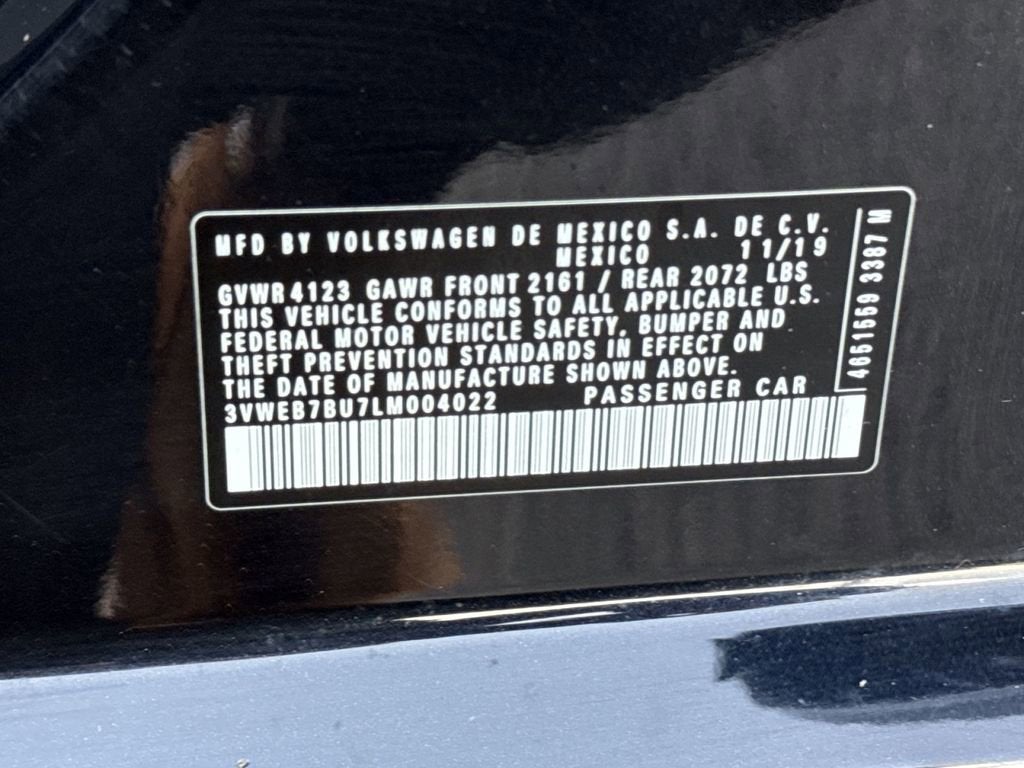 MFD BY VOLKSWAGEN DE MEXICO S.A. DE C.V.
MEXICO 11/19
GVWR 4123 GAWR FRONT 2161 / REAR 2072 LBS
THIS VEHICLE CONFORMS TO ALL APPLICABLE U.S.
FEDERAL MOTOR VEHICLE SAFETY, BUMPER AND
THEFT PREVENTION STANDARDS IN EFFECT ON
THE DATE OF MANUFACTURE SHOWN ABOVE.
3VWEB7BU7LM004022 PASSENGER CAR
4651559 3387 M